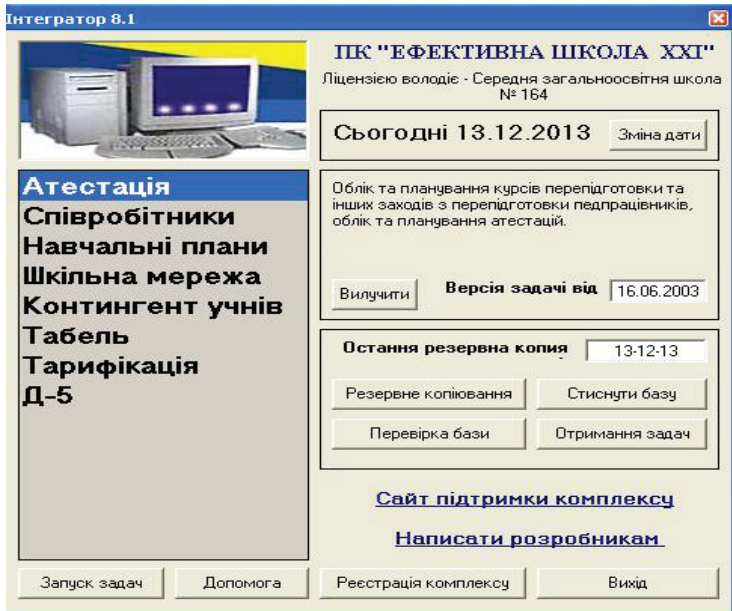 Інтегратор 8.1
ПК "ЕФЕКТИВНА ШКОЛА XXI"
Ліцензією володіє - Середня загальноосвітня школа
№ 164
Сьогодні 13.12.2013
Зміна дати
Атестація
Співробітники
Навчальні плани
Шкільна мережа
Контингент учнів
Табель
Тарифікація
Д-5
Облік та планування курсів перепідготовки та
інших заходів з перепідготовки педпрацівників,
облік та планування атестацій.
Вилучити
Версія задачі від
16.06.2003
Остання резервна копия
13-12-13
Резервне копіювання
Стиснути базу
Перевірка бази
Отримання задач
Сайт підтримки комплексу
Написати розробникам
Запуск задач
Допомога
Реєстрація комплексу
Вихід